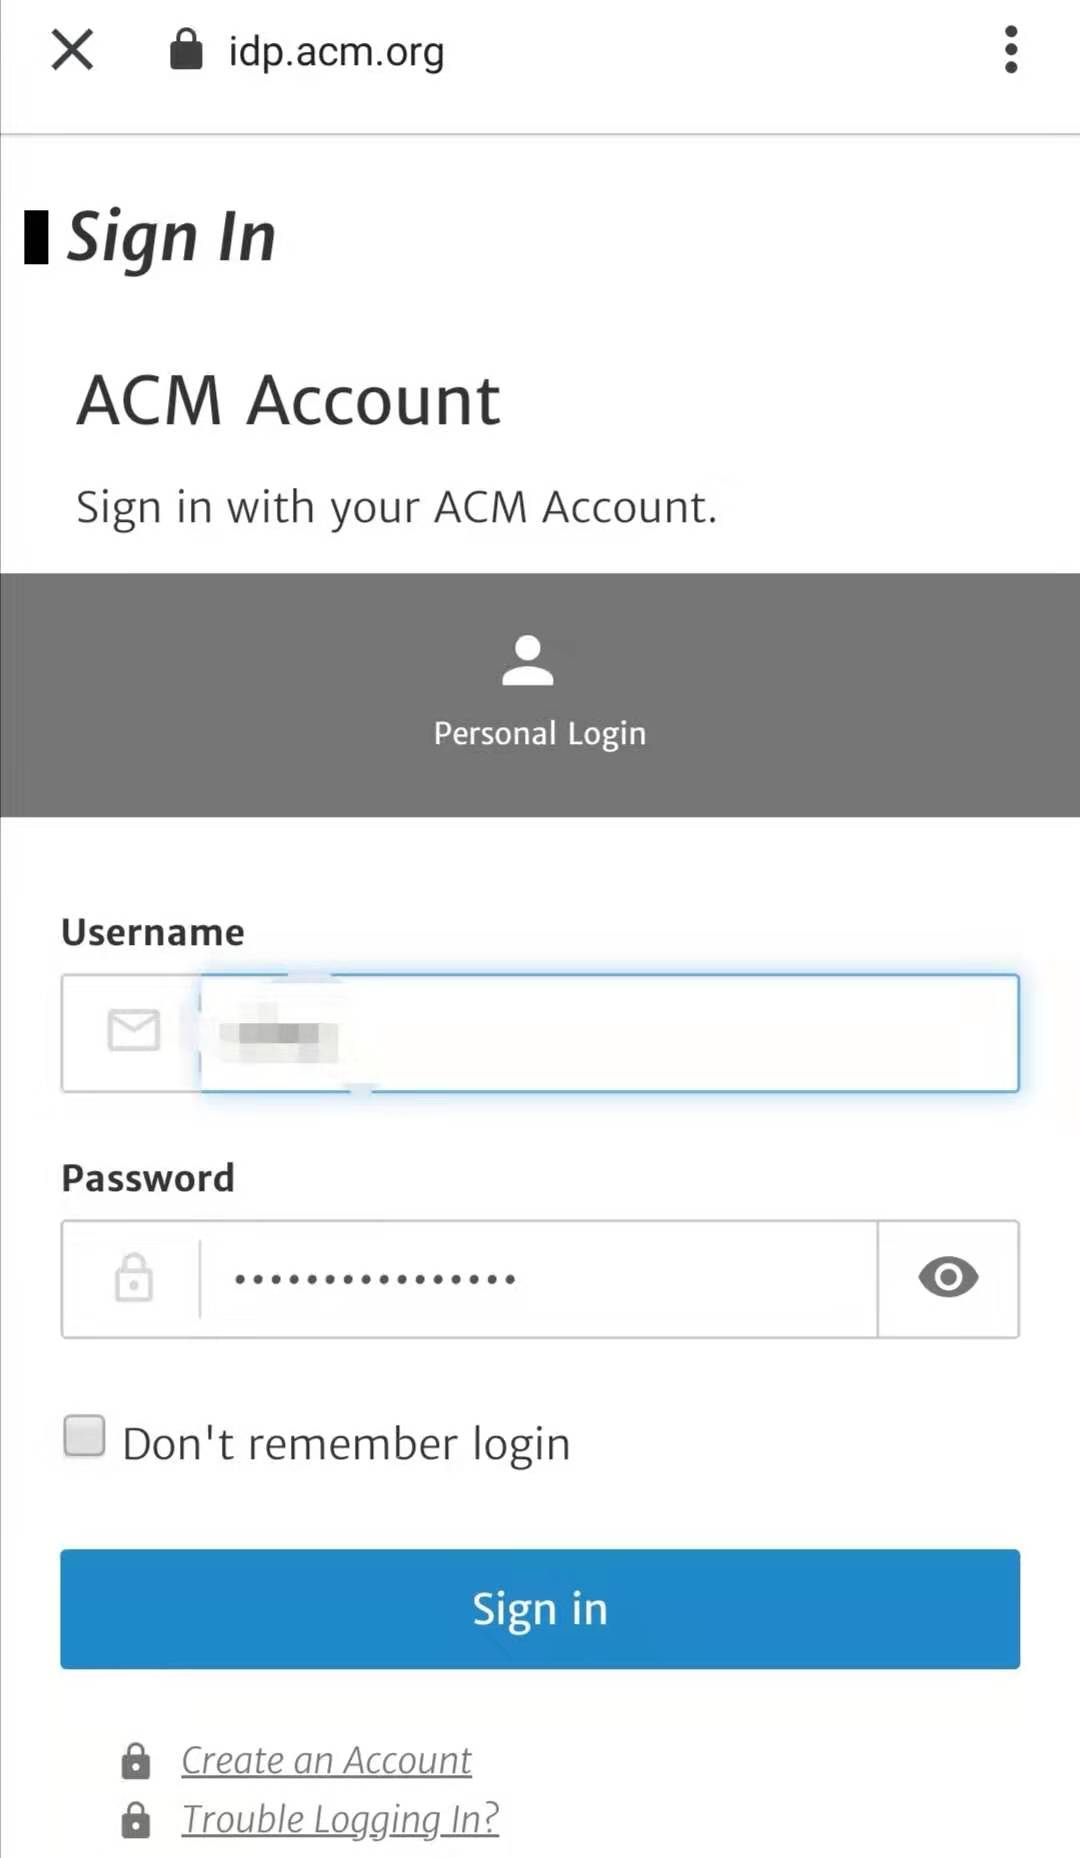 idp.acm.org
Sign In
ACM Account
Sign in with your ACM Account.
Personal Login
Username
Password
••••••••••••••••
Don't remember login
Sign in
Create an Account
Trouble Logging In?